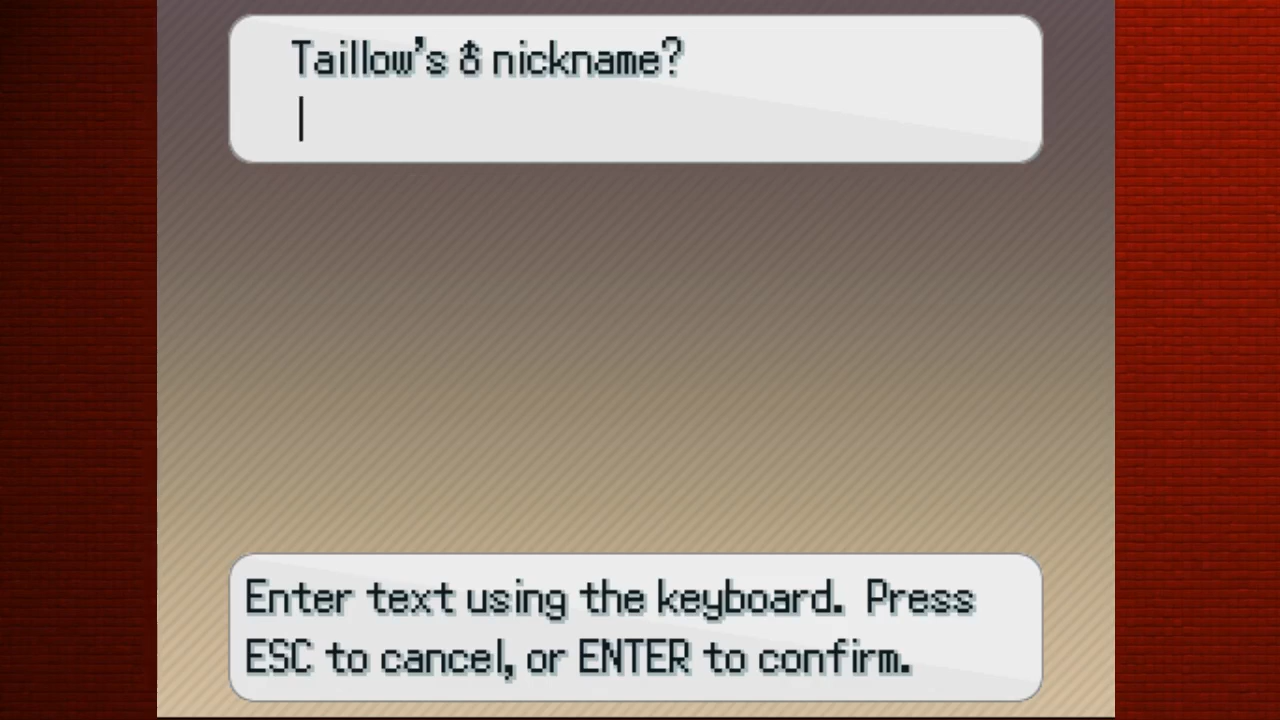 Taillow's ♂ nickname?
Enter text using the keyboard.  Press
ESC to cancel, or ENTER to confirm.